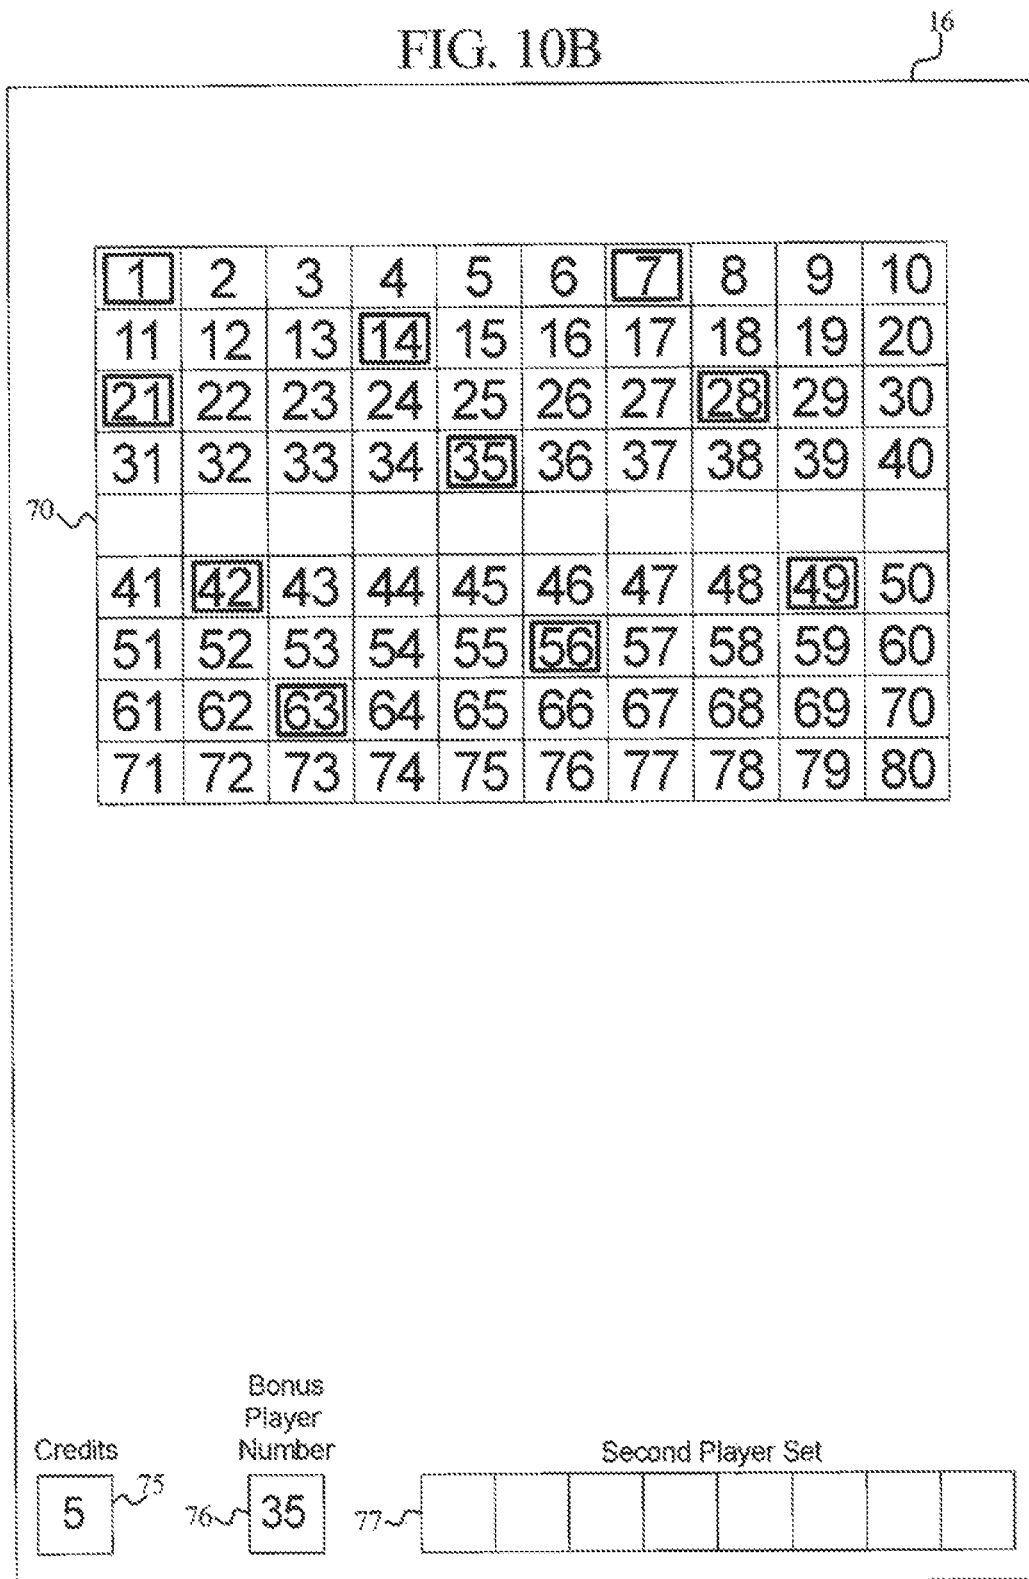 FIG. 10B
16
1 2 3 4 5 6 7 8 9 10
11 12 13 14 15 16 17 18 19 20
21 22 23 24 25 26 27 28 29 30
31 32 33 34 35 36 37 38 39 40
70
41 42 43 44 45 46 47 48 49 50
51 52 53 54 55 56 57 58 59 60
61 62 63 64 65 66 67 68 69 70
71 72 73 74 75 76 77 78 79 80
Bonus
Player
Credits Number Second Player Set
5 75 76 35 77